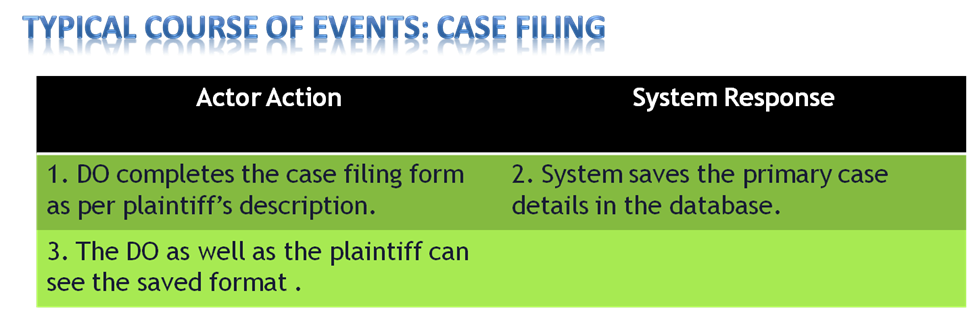 TYPICAL COURSE OF EVENTS: CASE FILING
Actor Action
System Response
1. DO completes the case filing form
as per plaintiff's description.
2. System saves the primary case
details in the database.
3. The DO as well as the plaintiff can
see the saved format .